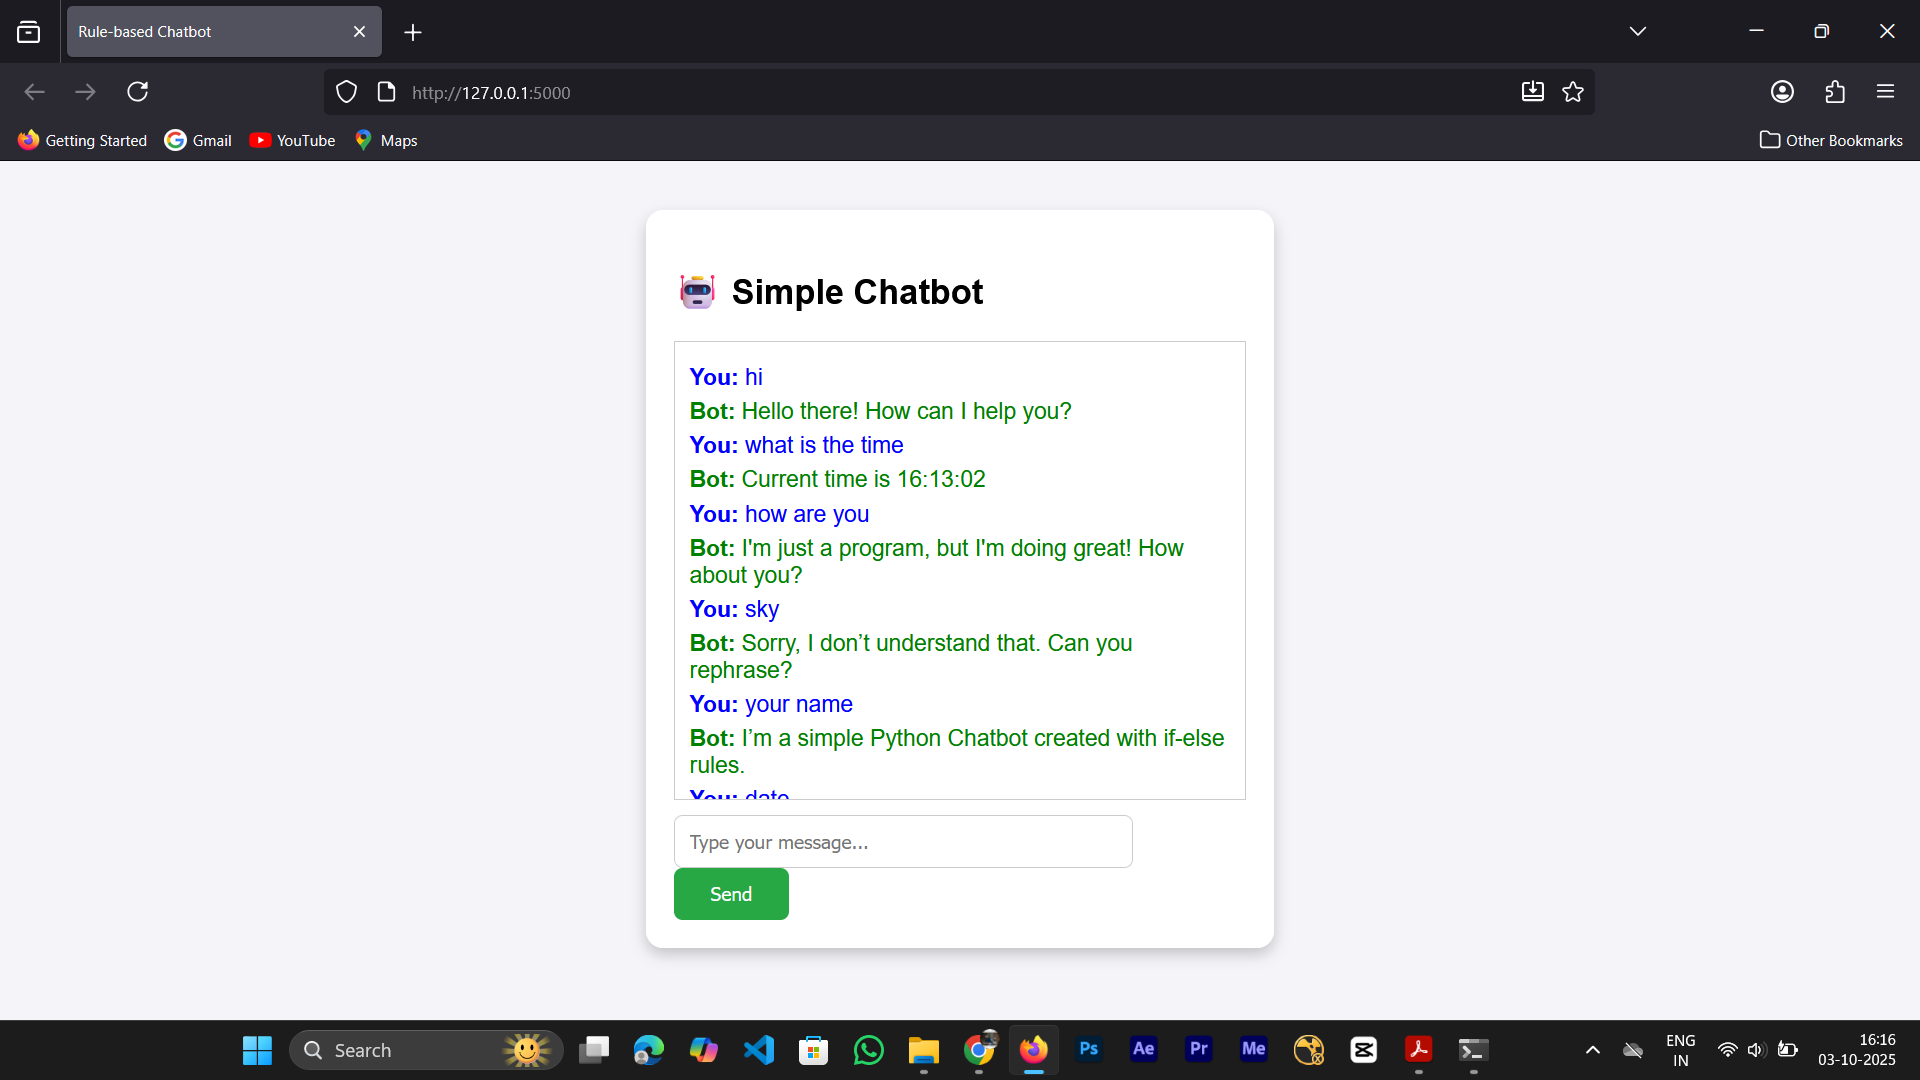 Rule-based Chatbot
http://127.0.0.1:5000
Getting Started Gmail YouTube Maps Other Bookmarks
Simple Chatbot
You: hi
Bot: Hello there! How can I help you?
You: what is the time
Bot: Current time is 16:13:02
You: how are you
Bot: I'm just a program, but I'm doing great! How
about you?
You: sky
Bot: Sorry, I don’t understand that. Can you
rephrase?
You: your name
Bot: I’m a simple Python Chatbot created with if-else
rules.
You: date
Type your message...
Send
Search
Ps Ae Pr Me
ENG
IN
16:16
03-10-2025